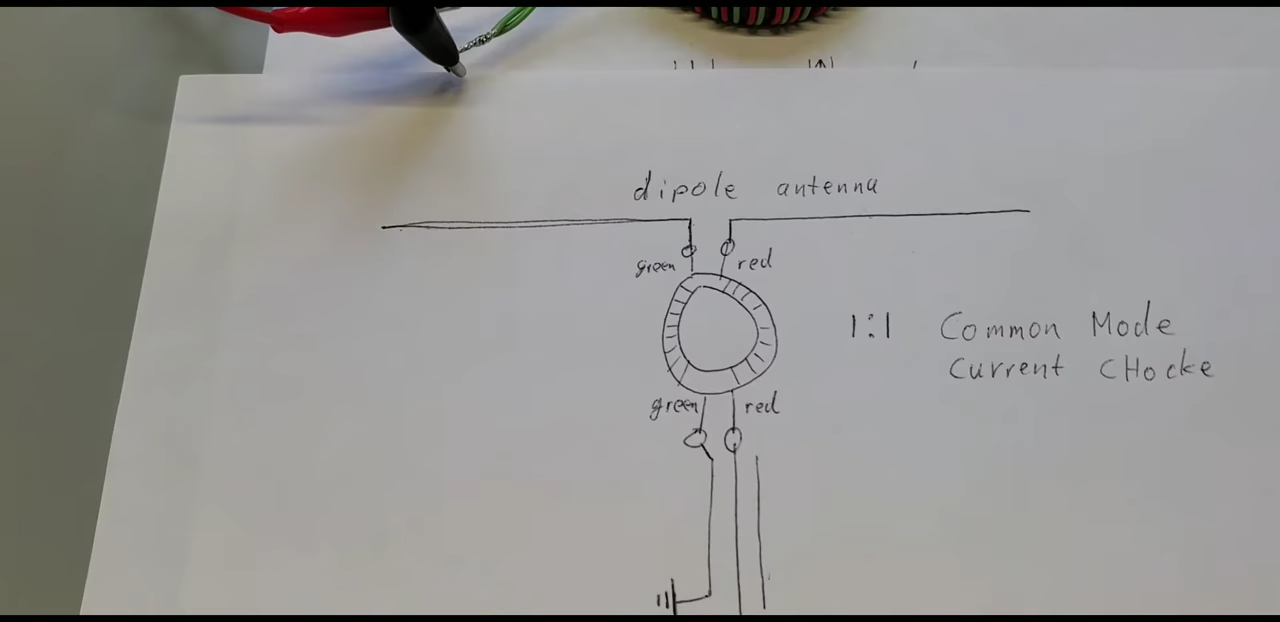 dipole antenna
green red
1:1 Common Mode
Current CHocke
green red